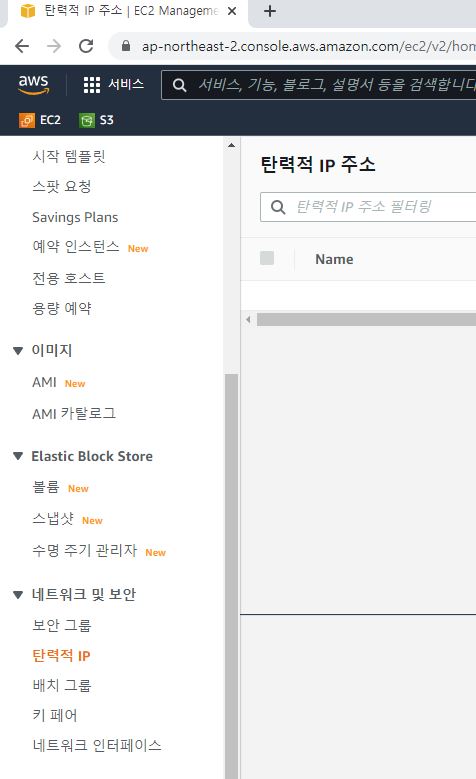 탄력적 IP 주소 | EC2 Manageme
ap-northeast-2.console.aws.amazon.com/ec2/v2/hom
aws
서비스
서비스, 기능, 블로그, 설명서 등을 검색합니다
EC2
S3
시작 템플릿
스팟 요청
Savings Plans
예약 인스턴스 New
전용 호스트
용량 예약
이미지
AMI New
AMI 카탈로그
Elastic Block Store
볼륨 New
스냅샷 New
수명 주기 관리자 New
네트워크 및 보안
보안 그룹
탄력적 IP
배치 그룹
키 페어
네트워크 인터페이스
탄력적 IP 주소
탄력적 IP 주소 필터링
Name